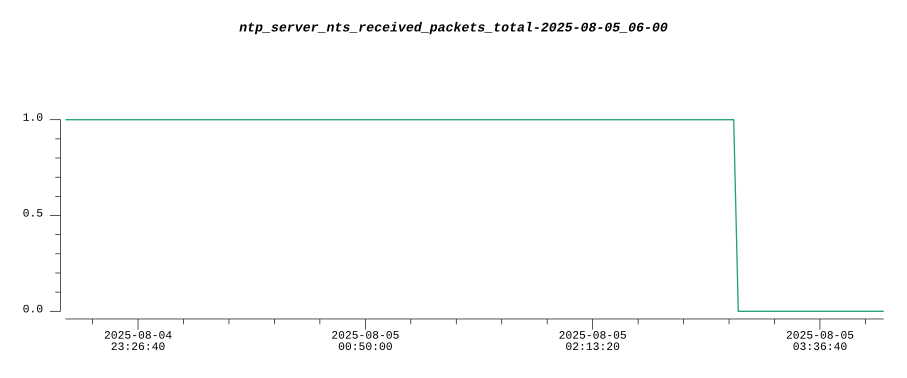 ntp_server_nts_received_packets_total-2025-08-05_06-00
1.0
0.5
0.0
2025-08-04 2025-08-05 2025-08-05 2025-08-05
23:26:40 00:50:00 02:13:20 03:36:40